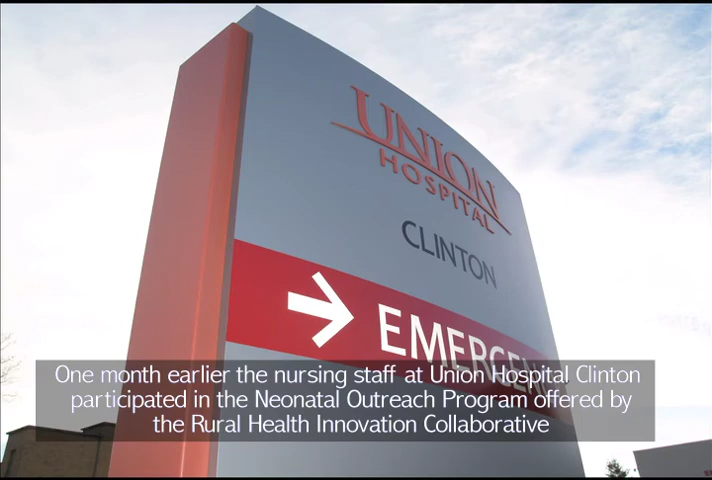 UNION
HOSPITAL
CLINTON
One month earlier the nursing staff at Union Hospital Clinton
participated in the Neonatal Outreach Program offered by
the Rural Health Innovation Collaborative